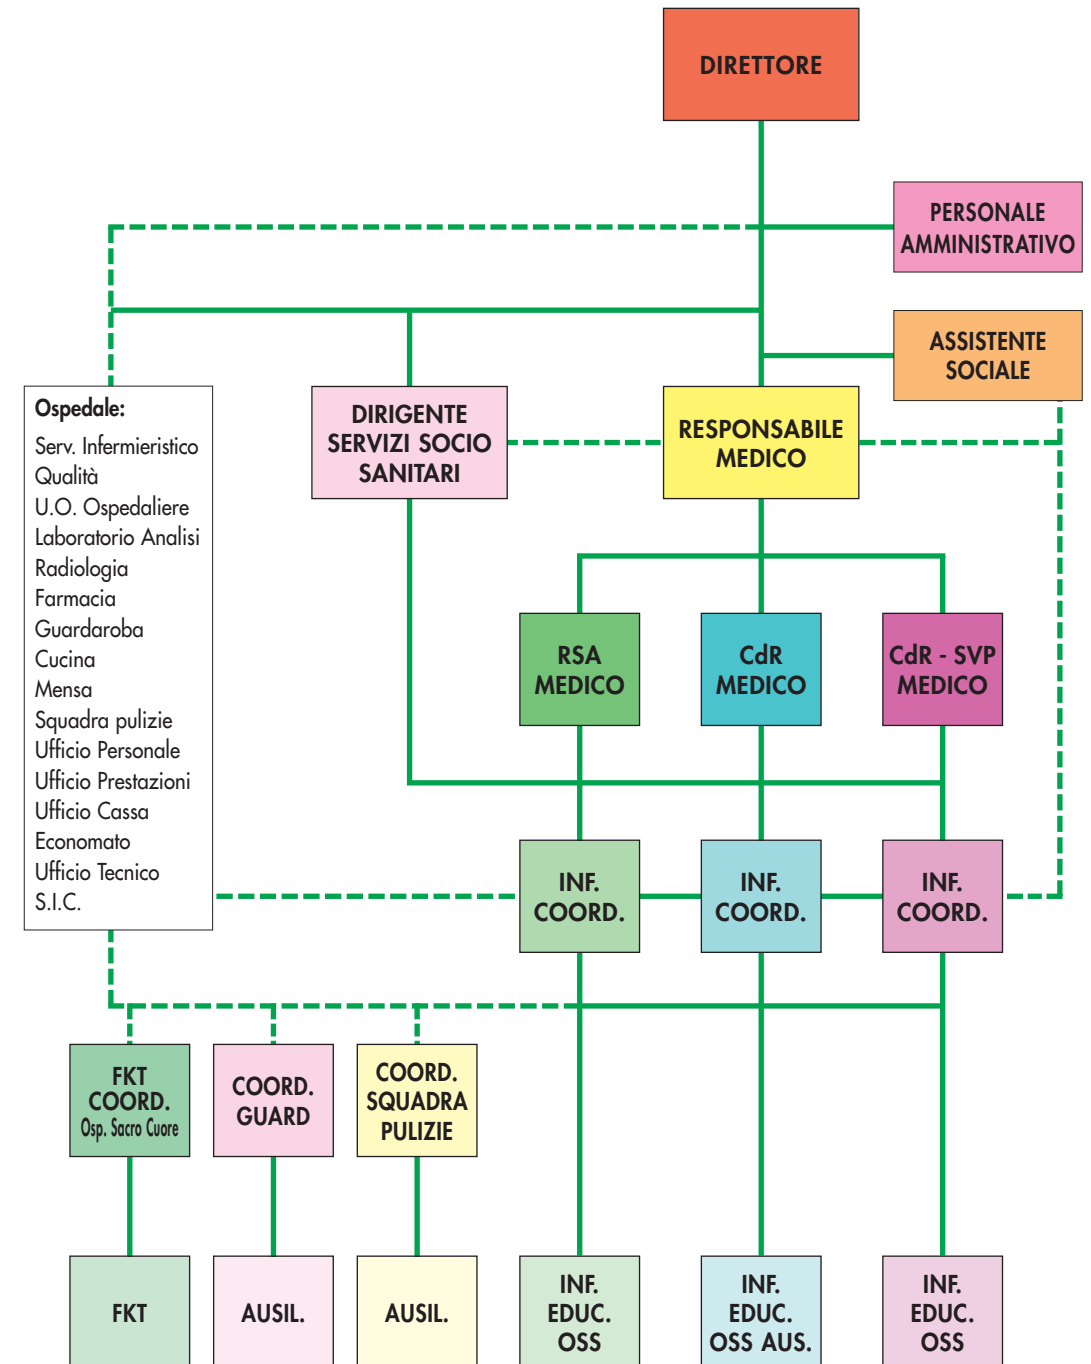 DIRETTORE
PERSONALE
AMMINISTRATIVO
ASSISTENTE
SOCIALE
Ospedale:
Serv. Infermieristico
Qualità
U.O. Ospedaliere
Laboratorio Analisi
Radiologia
Farmacia
Guardaroba
Cucina
Mensa
Squadra pulizie
Ufficio Personale
Ufficio Prestazioni
Ufficio Cassa
Economato
Ufficio Tecnico
S.I.C.
DIRIGENTE
SERVIZI SOCIO
SANITARI
RESPONSABILE
MEDICO
RSA
MEDICO
CdR
MEDICO
CdR - SVP
MEDICO
INF.
COORD.
INF.
COORD.
INF.
COORD.
FKT
COORD.
Osp. Sacro Cuore
COORD.
GUARD
COORD.
SQUADRA
PULIZIE
FKT
AUSIL.
AUSIL.
INF.
EDUC.
OSS
INF.
EDUC.
OSS AUS.
INF.
EDUC.
OSS